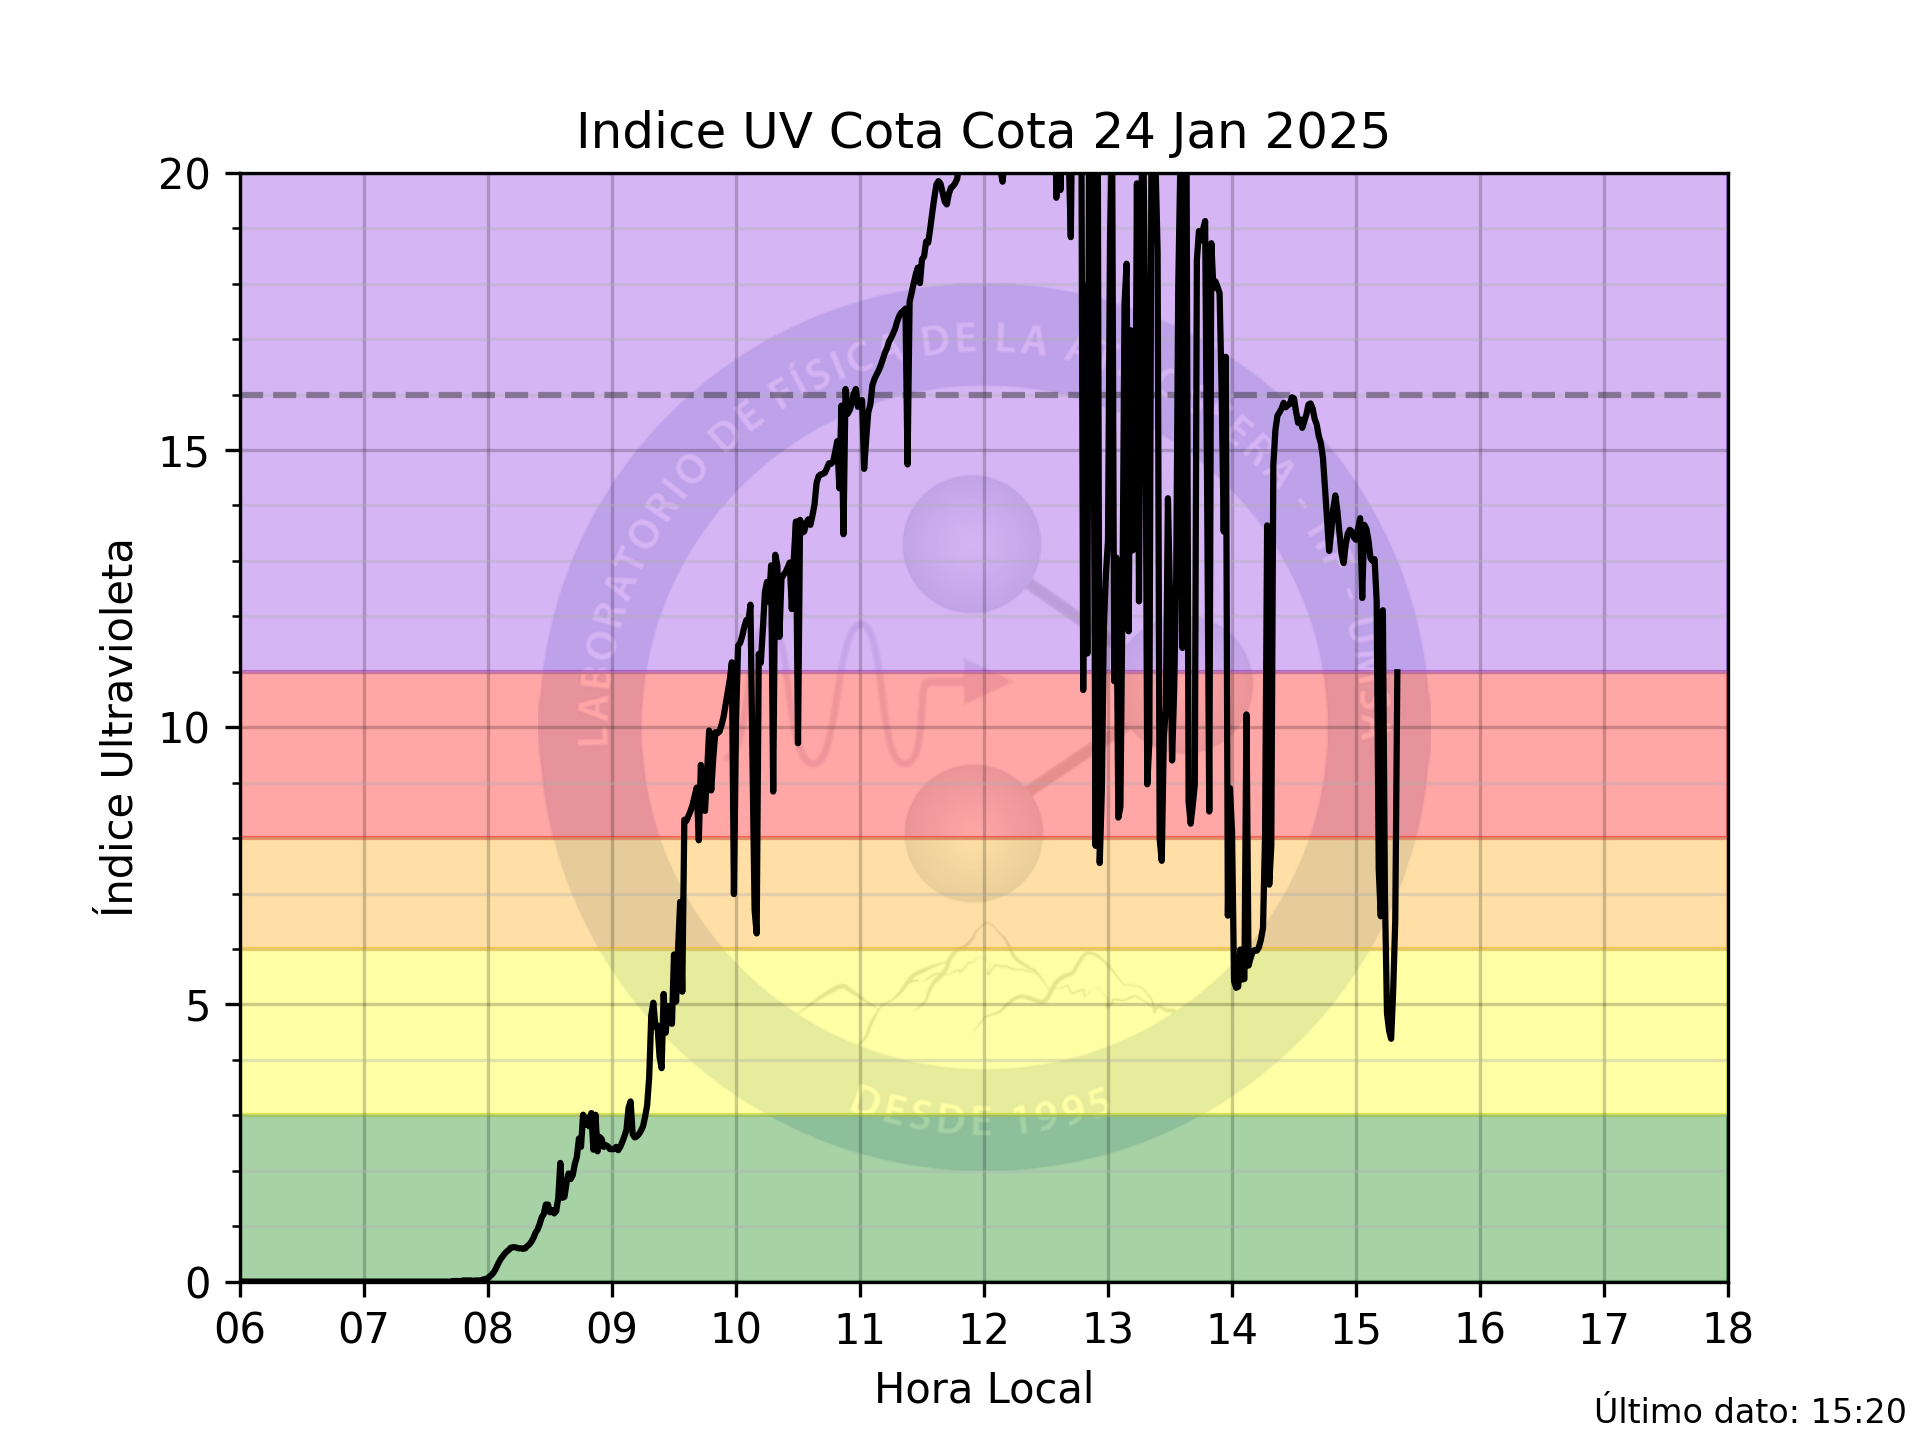 Indice UV Cota Cota 24 Jan 2025
20
15
10
5
0
Índice Ultravioleta
06 07 08 09 10 11 12 13 14 15 16 17 18
Hora Local
Último dato: 15:20
LABORATORIO DE FÍSICA DE LA
DESDE 1995